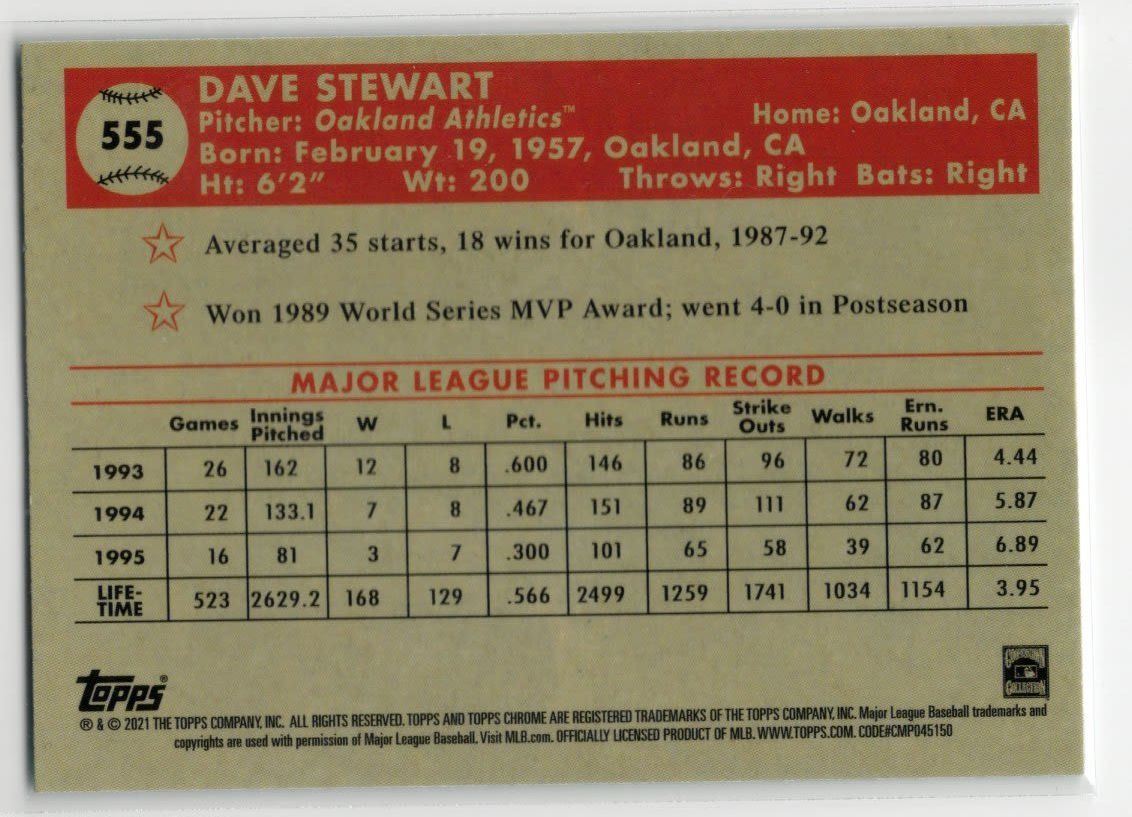 555
DAVE STEWART
Pitcher: Oakland Athletics™ Home: Oakland, CA
Born: February 19, 1957, Oakland, CA
Ht: 6'2" Wt: 200 Throws: Right Bats: Right
Averaged 35 starts, 18 wins for Oakland, 1987-92
Won 1989 World Series MVP Award; went 4-0 in Postseason
MAJOR LEAGUE PITCHING RECORD
Games Innings Pitched W L Pct. Hits Runs Strike Outs Walks Ern. Runs ERA
1993 26 162 12 8 .600 146 86 96 72 80 4.44
1994 22 133.1 7 8 .467 151 89 111 62 87 5.87
1995 16 81 3 7 .300 101 65 58 39 62 6.89
LIFE-TIME 523 2629.2 168 129 .566 2499 1259 1741 1034 1154 3.95
Topps®
COOPERSTOWN COLLECTION
® & © 2021 THE TOPPS COMPANY, INC. ALL RIGHTS RESERVED. TOPPS AND TOPPS CHROME ARE REGISTERED TRADEMARKS OF THE TOPPS COMPANY, INC. Major League Baseball trademarks and
copyrights are used with permission of Major League Baseball. Visit MLB.com. OFFICIALLY LICENSED PRODUCT OF MLB. WWW.TOPPS.COM. CODE#CMP045150